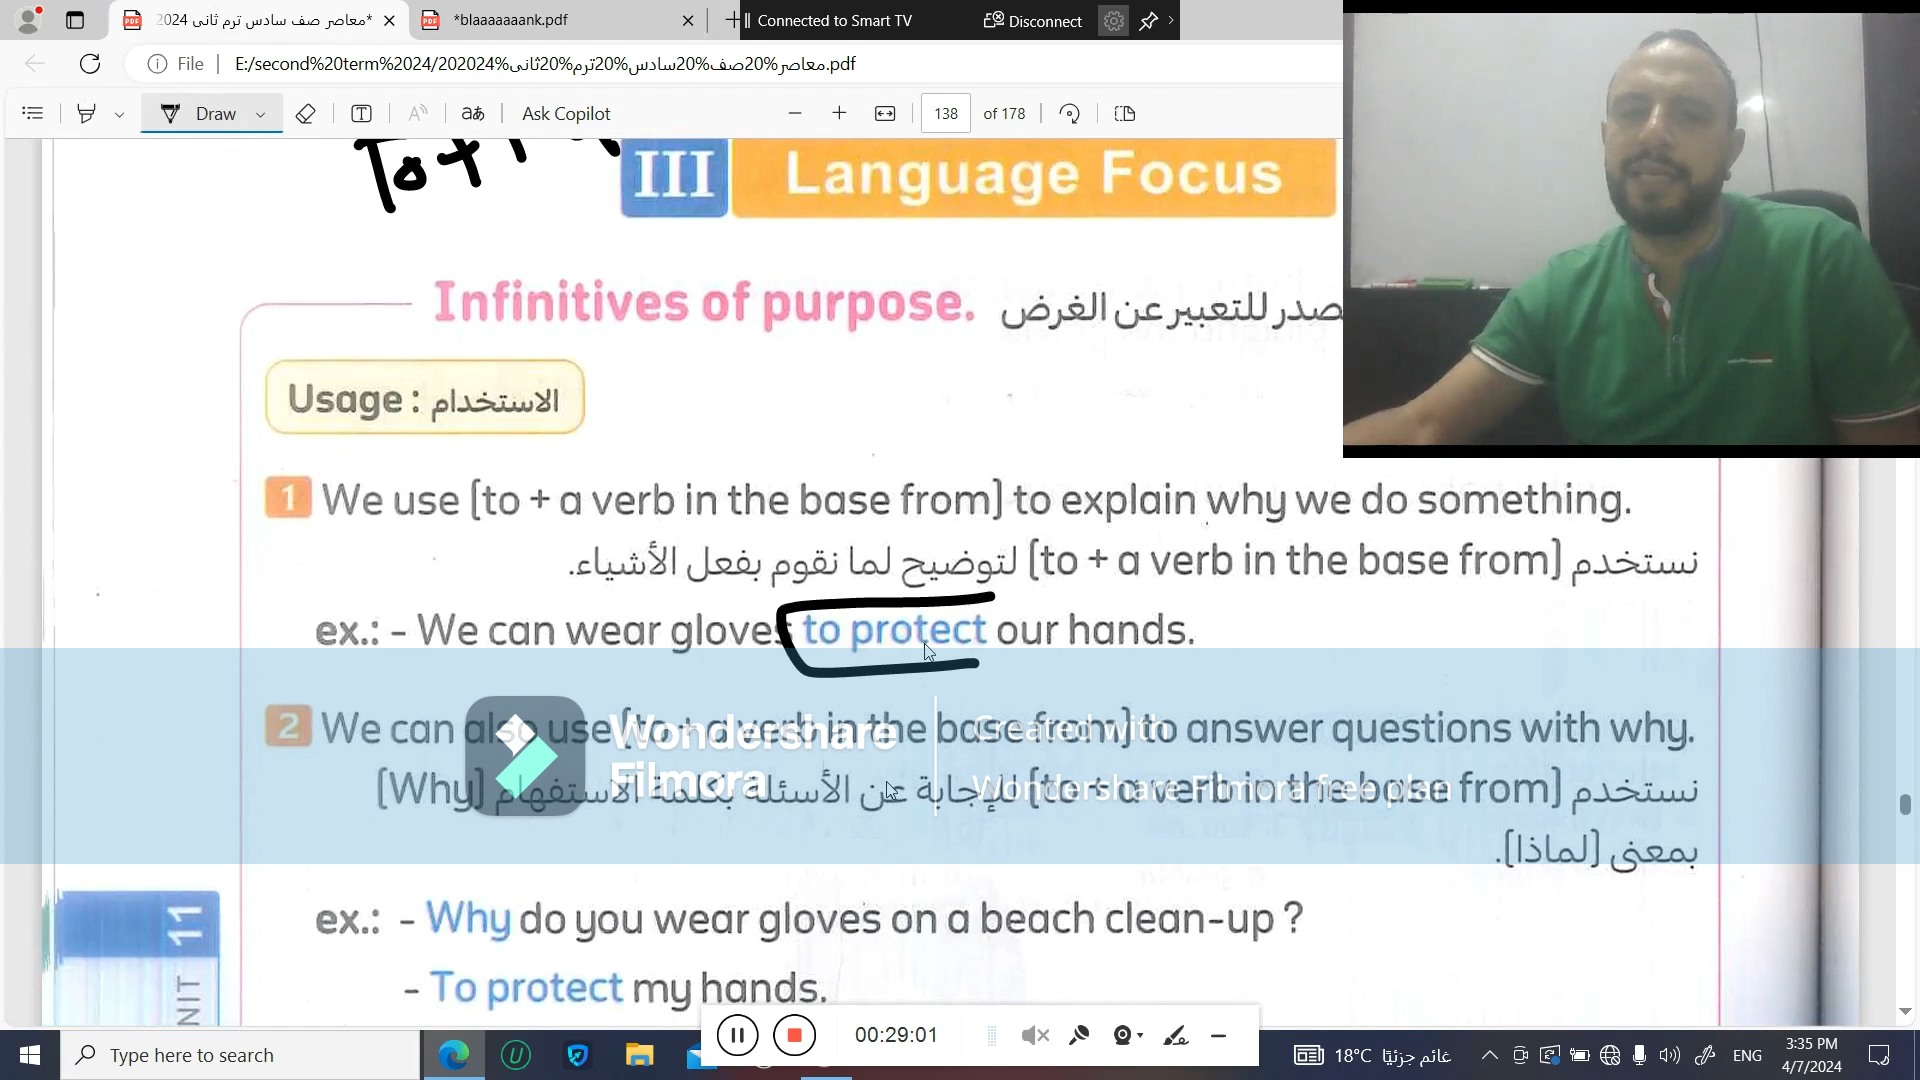 معاصر صف سادس ترم ثانى 2024*
*blaaaaaaank.pdf
Connected to Smart TV
Disconnect
File
E:/second%20term%2024/202024%معاصر%20صف%20سادس%20ترم%20ثانى.pdf
Draw
Ask Copilot
138 of 178
To +
III Language Focus
Infinitives of purpose. صدر للتعبير عن الغرض
Usage : الاستخدام
1 We use [to + a verb in the base from] to explain why we do something.
نستخدم [to + a verb in the base from] لتوضيح لما نقوم بفعل الأشياء.
ex.: - We can wear gloves to protect our hands.
2 We can also use [to + a verb in the base from] to answer questions with why.
Wondershare Filmora
Created with
Wondershare Filmora free plan
نستخدم [to + a verb in the base from] للإجابة عن الأسئلة بكلمة الاستفهام [Why]
بمعنى [لماذا].
ex.: - Why do you wear gloves on a beach clean-up ?
- To protect my hands.
UNIT 11
00:29:01
Type here to search
18°C غائم جزئيًا
ENG
3:35 PM
4/7/2024